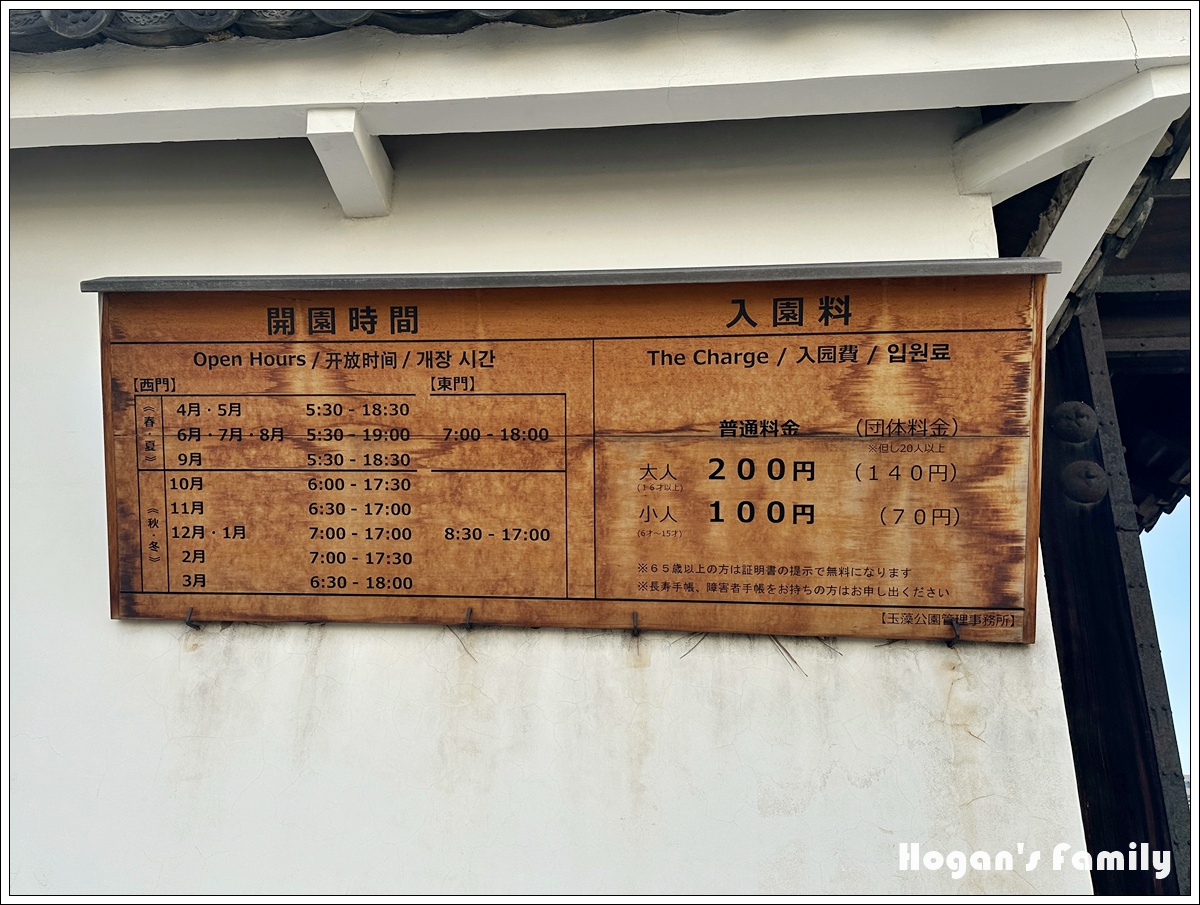 開園時間
Open Hours / 开放时间 / 개장 시간
【西門】 【東門】
《春・夏》
4月・5月 5:30 - 18:30
6月・7月・8月 5:30 - 19:00 7:00 - 18:00
9月 5:30 - 18:30
《秋・冬》
10月 6:00 - 17:30
11月 6:30 - 17:00
12月・1月 7:00 - 17:00 8:30 - 17:00
2月 7:00 - 17:30
3月 6:30 - 18:00
入園料
The Charge / 入园費 / 입원료
普通料金 (団体料金)
※但し20人以上
大人 200円 (140円)
(16才以上)
小人 100円 (70円)
(6才〜15才)
※65歳以上の方は証明書の提示で無料になります
※長寿手帳、障害者手帳をお持ちの方はお申し出ください
【玉藻公園管理事務所】
Hogan's Family